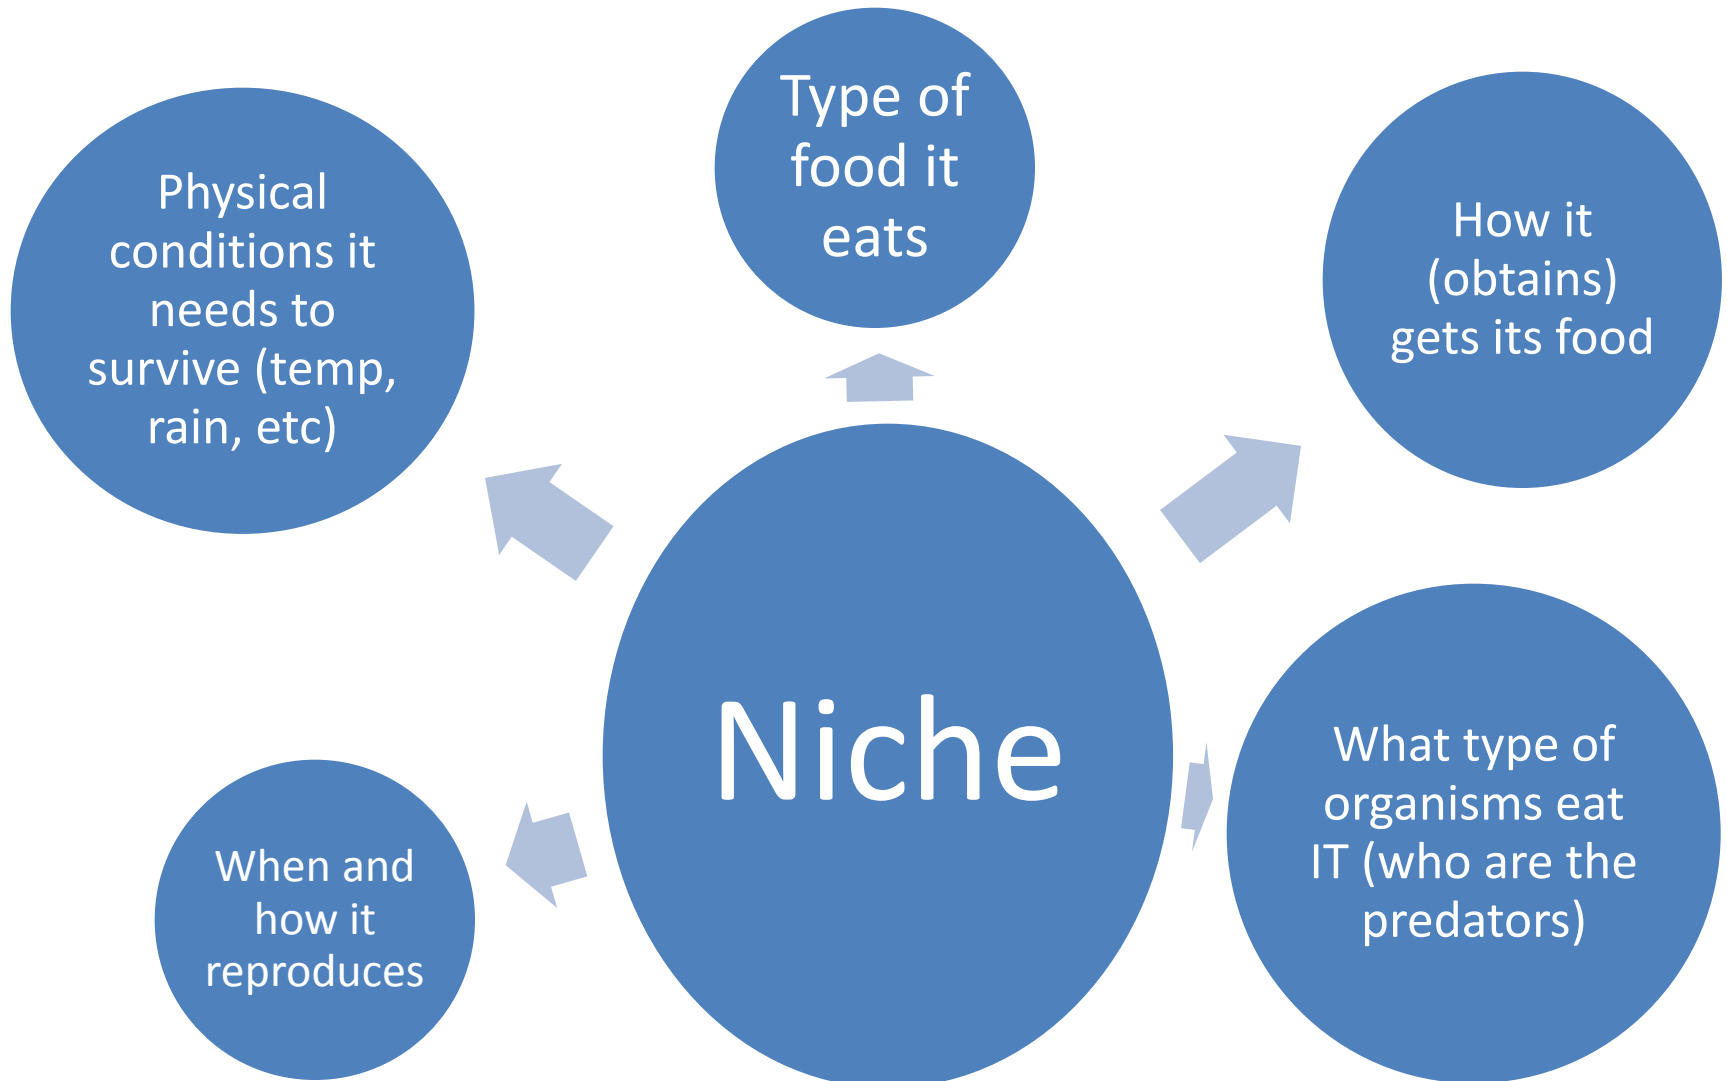 Type of
food it
eats
Physical
conditions it
needs to
survive (temp,
rain, etc)
How it
(obtains)
gets its food
Niche
What type of
organisms eat
IT (who are the
predators)
When and
how it
reproduces